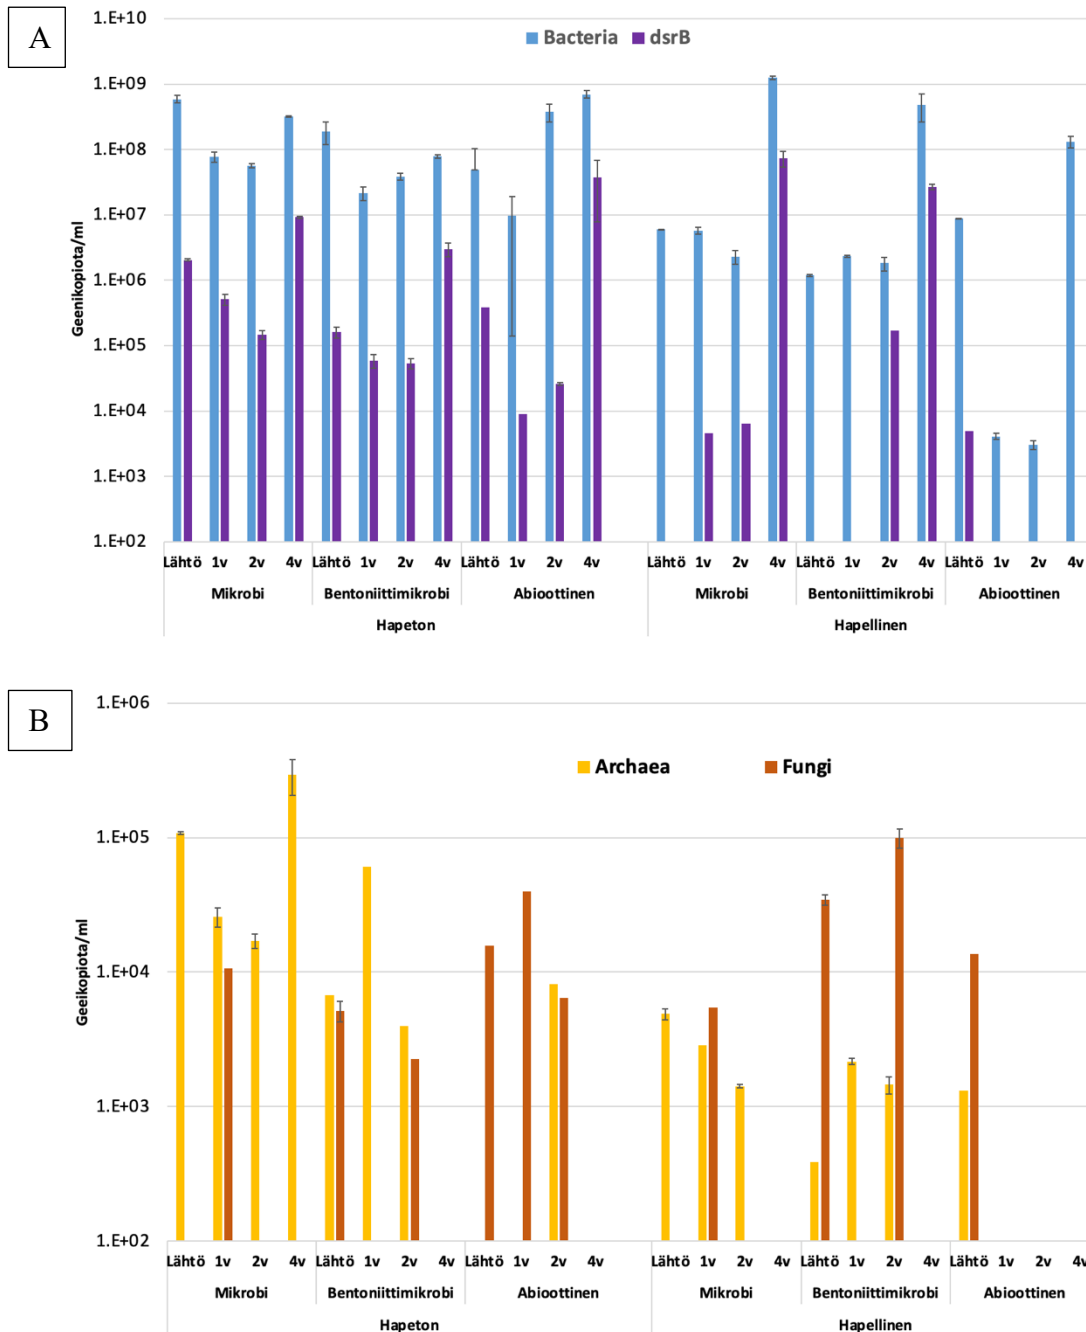 A
1.E+10
Bacteria dsrB
1.E+09
1.E+08
1.E+07
1.E+06
1.E+05
1.E+04
1.E+03
1.E+02
Geenikopiota/ml
Lähtö 1v 2v 4v Lähtö 1v 2v 4v Lähtö 1v 2v 4v Lähtö 1v 2v 4v Lähtö 1v 2v 4v Lähtö 1v 2v 4v
Mikrobi Bentoniittimikrobi Abioottinen Mikrobi Bentoniittimikrobi Abioottinen
Hapeton Hapellinen
B
1.E+06
Archaea Fungi
1.E+05
1.E+04
1.E+03
1.E+02
Geeikopiota/ml
Lähtö 1v 2v 4v Lähtö 1v 2v 4v Lähtö 1v 2v 4v Lähtö 1v 2v 4v Lähtö 1v 2v 4v Lähtö 1v 2v 4v
Mikrobi Bentoniittimikrobi Abioottinen Mikrobi Bentoniittimikrobi Abioottinen
Hapeton Hapellinen